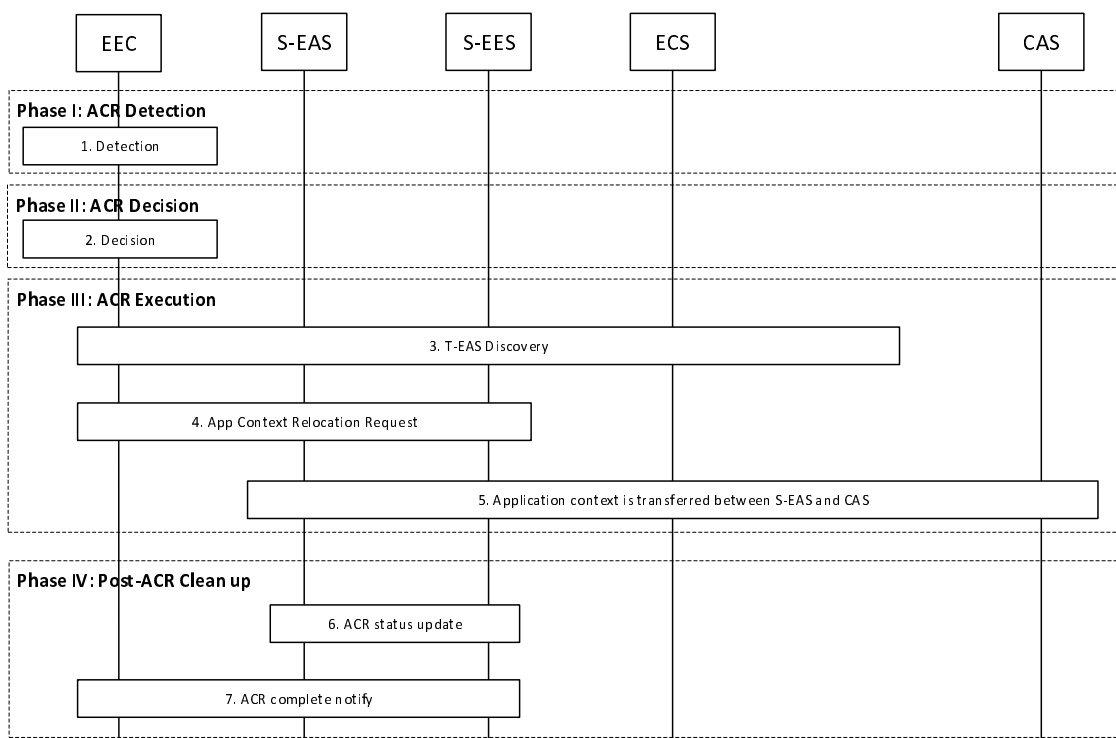 EEC
S-EAS
S-EES
ECS
CAS
Phase I: ACR Detection
1. Detection
Phase II: ACR Decision
2. Decision
Phase III: ACR Execution
3. T-EAS Discovery
4. App Context Relocation Request
5. Application context is transferred between S-EAS and CAS
Phase IV: Post-ACR Clean up
6. ACR status update
7. ACR complete notify